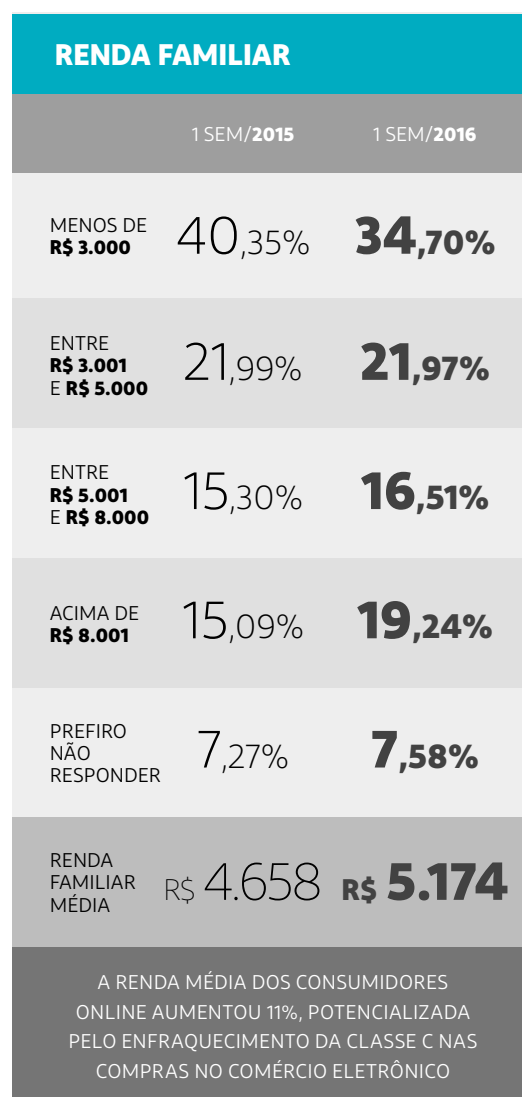 RENDA FAMILIAR
1 SEM/2015 1 SEM/2016
MENOS DE
R$ 3.000
40,35% 34,70%
ENTRE
R$ 3.001
E R$ 5.000
21,99% 21,97%
ENTRE
R$ 5.001
E R$ 8.000
15,30% 16,51%
ACIMA DE
R$ 8.001
15,09% 19,24%
PREFIRO
NÃO
RESPONDER
7,27% 7,58%
RENDA
FAMILIAR
MÉDIA
R$ 4.658 R$ 5.174
A RENDA MÉDIA DOS CONSUMIDORES
ONLINE AUMENTOU 11%, POTENCIALIZADA
PELO ENFRAQUECIMENTO DA CLASSE C NAS
COMPRAS NO COMÉRCIO ELETRÔNICO